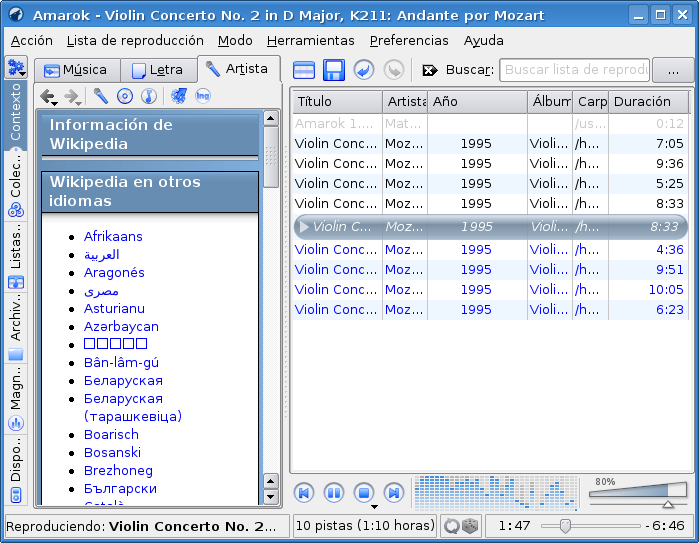 Amarok - Violin Concerto No. 2 in D Major, K211: Andante por Mozart
Acción Lista de reproducción Modo Herramientas Preferencias Ayuda
Música Letra Artista
Buscar: Buscar lista de reprodu ...
lng
Contexto
Colec..
Listas..
Archiv..
Magn..
Dispo..
Información de
Wikipedia
Wikipedia en otros
idiomas
Afrikaans
العربية
Aragonés
مصرى
Asturianu
Azərbaycan
Bân-lâm-gú
Беларуская
Беларуская
(тарашкевіца)
Boarisch
Bosanski
Brezhoneg
Български
Català
Título Artista Año Álbum Carp Duración
Amarok 1.... Mat... /us... 0:12
Violin Conc... Moz... 1995 Violi... /h... 7:05
Violin Conc... Moz... 1995 Violi... /h... 9:36
Violin Conc... Moz... 1995 Violi... /h... 5:25
Violin Conc... Moz... 1995 Violi... /h... 8:33
Violin C... Moz... 1995 Violi... /h... 8:33
Violin Conc... Moz... 1995 Violi... /h... 4:36
Violin Conc... Moz... 1995 Violi... /h... 9:51
Violin Conc... Moz... 1995 Violi... /h... 10:05
Violin Conc... Moz... 1995 Violi... /h... 6:23
80%
Reproduciendo: Violin Concerto No. 2... 10 pistas (1:10 horas) 1:47 -6:46